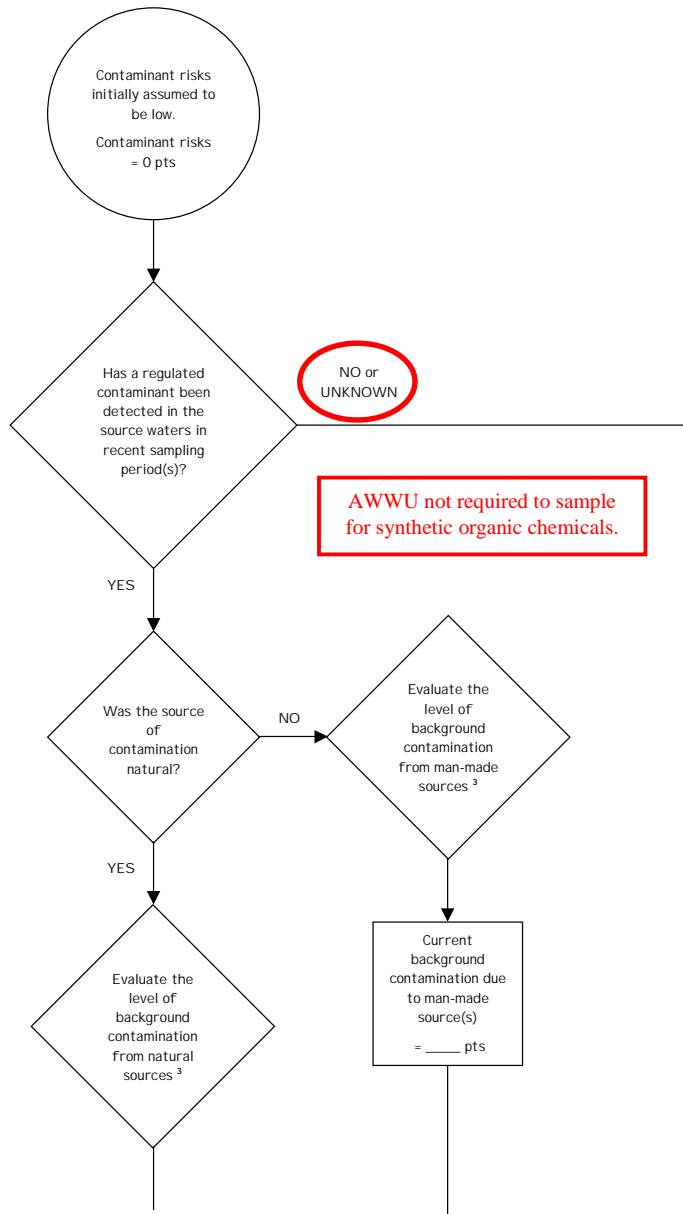 Contaminant risks
initially assumed to
be low.
Contaminant risks
= 0 pts
Has a regulated
contaminant been
detected in the
source waters in
recent sampling
period(s)?
NO or
UNKNOWN
AWWU not required to sample
for synthetic organic chemicals.
YES
Was the source
of
contamination
natural?
NO
Evaluate the
level of
background
contamination
from man-made
sources ³
YES
Evaluate the
level of
background
contamination
from natural
sources ³
Current
background
contamination due
to man-made
source(s)
= _____ pts